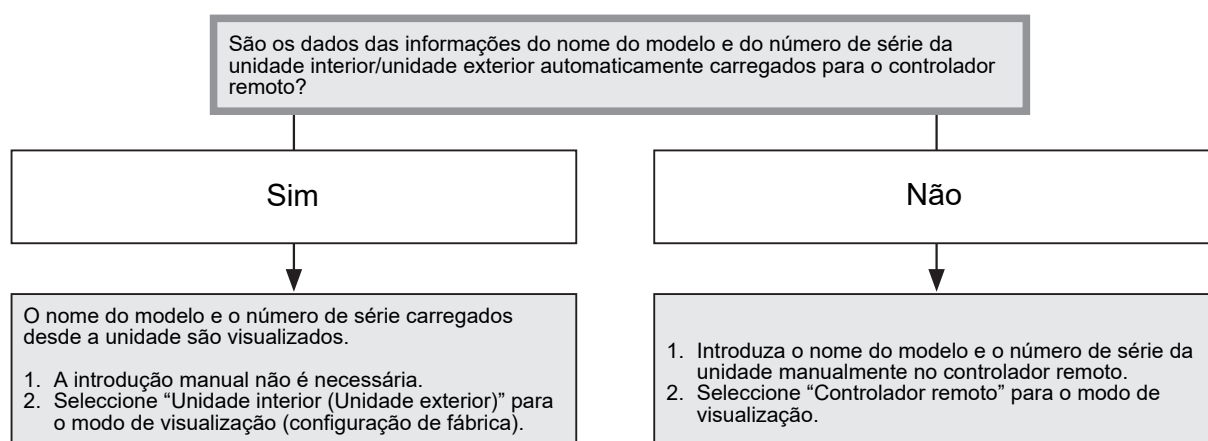 São os dados das informações do nome do modelo e do número de série da
unidade interior/unidade exterior automaticamente carregados para o controlador
remoto?
Sim
Não
O nome do modelo e o número de série carregados
desde a unidade são visualizados.
1. A introdução manual não é necessária.
2. Seleccione “Unidade interior (Unidade exterior)” para
o modo de visualização (configuração de fábrica).
1. Introduza o nome do modelo e o número de série da
unidade manualmente no controlador remoto.
2. Seleccione “Controlador remoto” para o modo de
visualização.